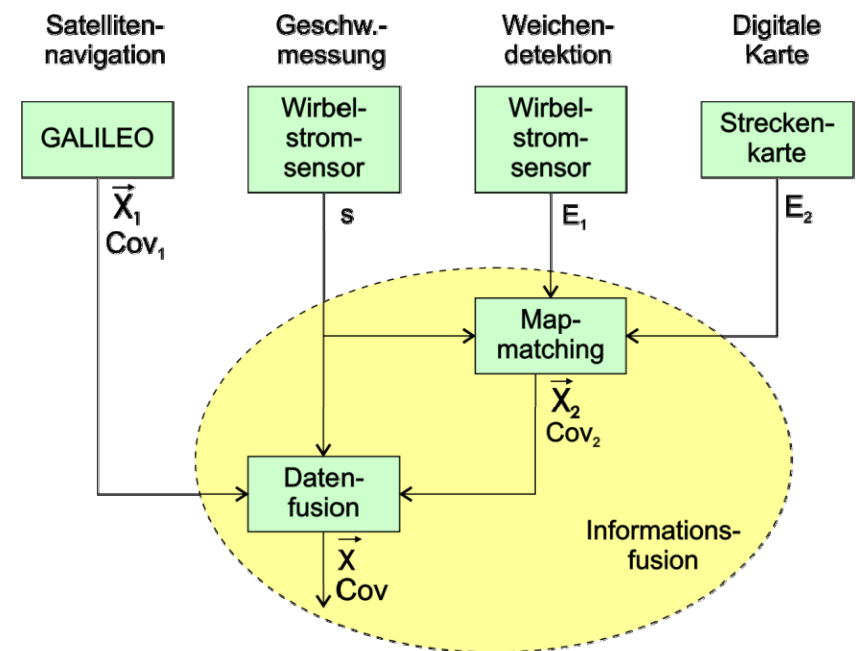 Satelliten-
navigation
Geschw.-
messung
Weichen-
detektion
Digitale
Karte
GALILEO
Wirbel-
strom-
sensor
Wirbel-
strom-
sensor
Strecken-
karte
X₁
Cov₁
s
E₁
E₂
Map-
matching
X₂
Cov₂
Daten-
fusion
X
Cov
Informations-
fusion